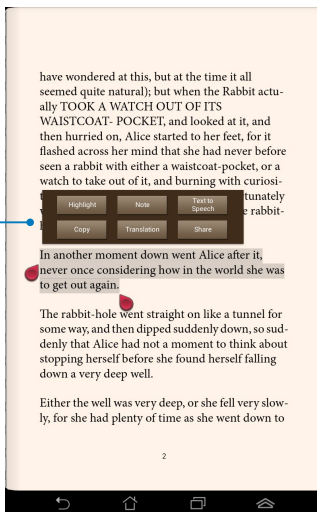 have wondered at this, but at the time it all
seemed quite natural); but when the Rabbit actu-
ally TOOK A WATCH OUT OF ITS
WAISTCOAT- POCKET, and looked at it, and
then hurried on, Alice started to her feet, for it
flashed across her mind that she had never before
seen a rabbit with either a waistcoat-pocket, or a
watch to take out of it, and burning with curiosi-
tunately
rabbit-
Highlight Note Text to Speech
Copy Translation Share
In another moment down went Alice after it,
never once considering how in the world she was
to get out again.
The rabbit-hole went straight on like a tunnel for
some way, and then dipped suddenly down, so sud-
denly that Alice had not a moment to think about
stopping herself before she found herself falling
down a very deep well.
Either the well was very deep, or she fell very slow-
ly, for she had plenty of time as she went down to
2